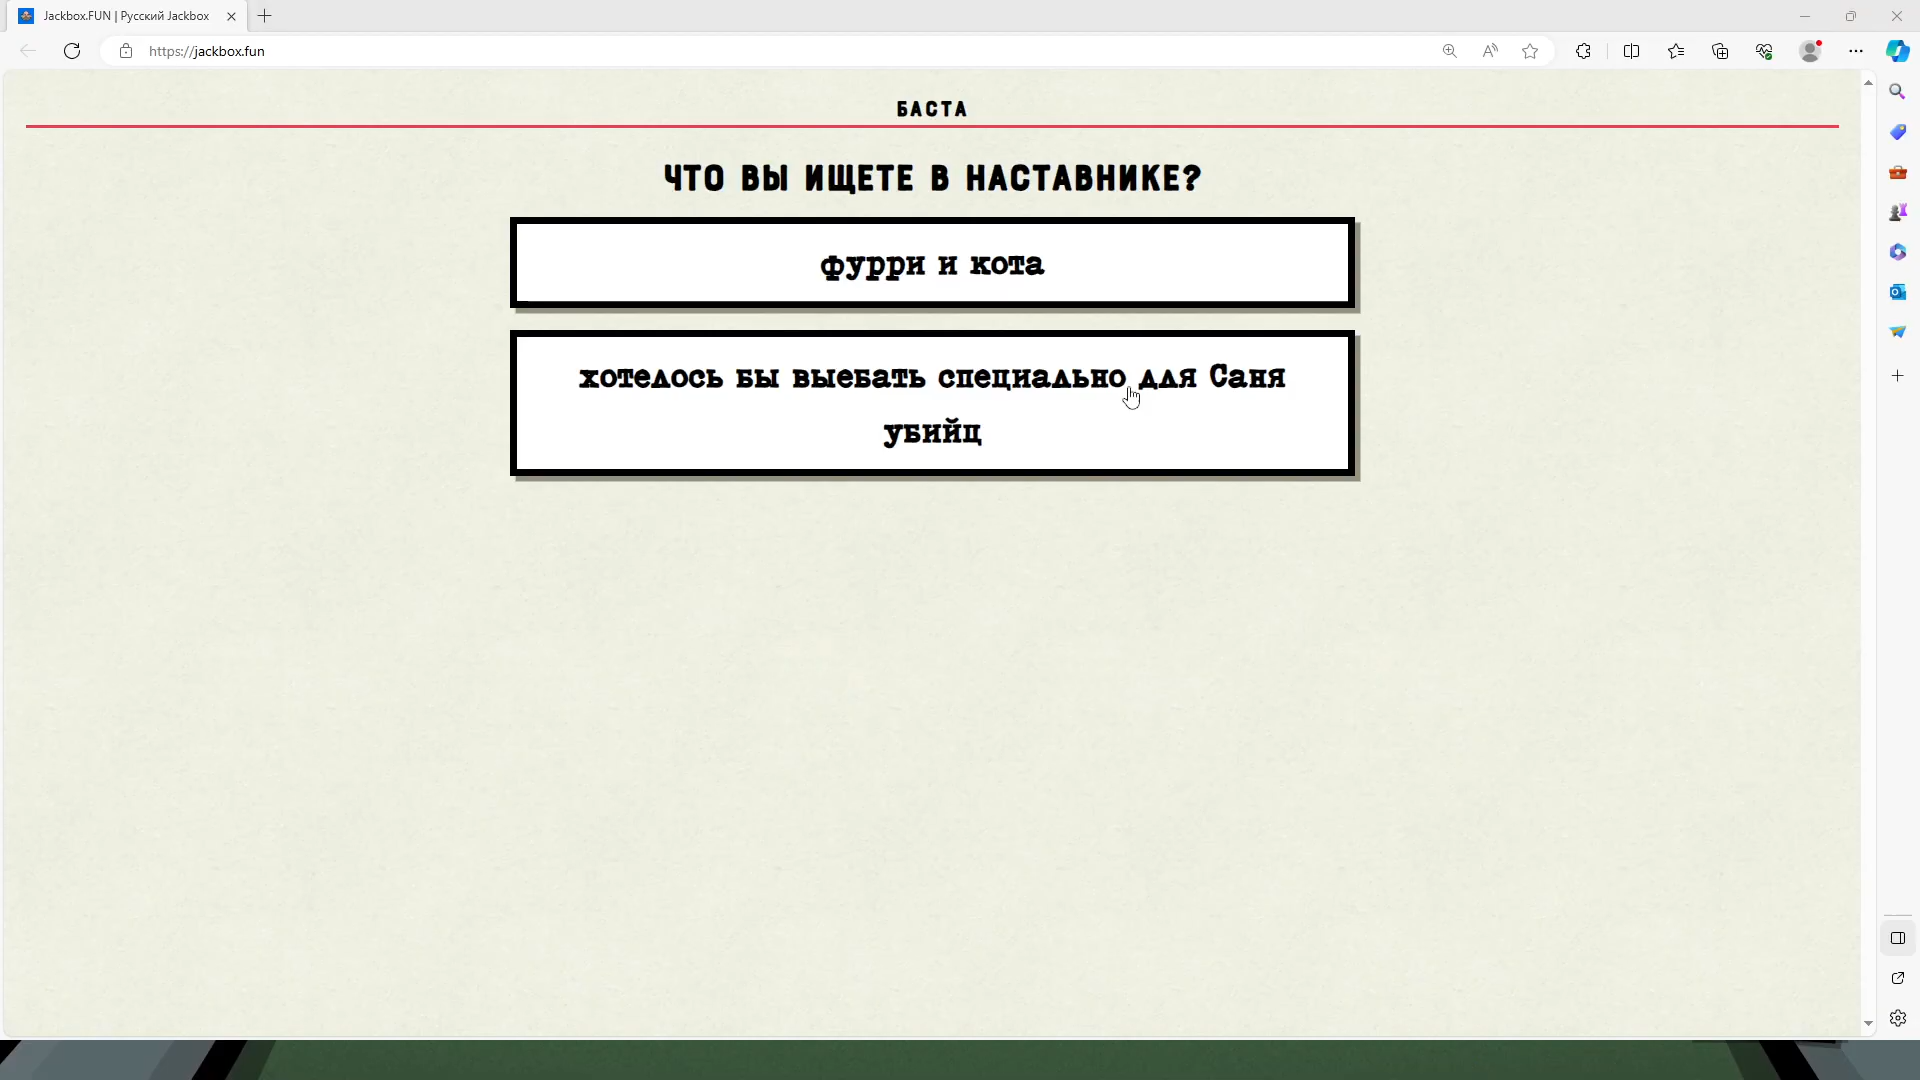 Jackbox.FUN | Русский Jackbox
https://jackbox.fun
БАСТА
ЧТО ВЫ ИЩЕТЕ В НАСТАВНИКЕ?
фурри и кота
хотелось бы выебать специально для Саня
убийц